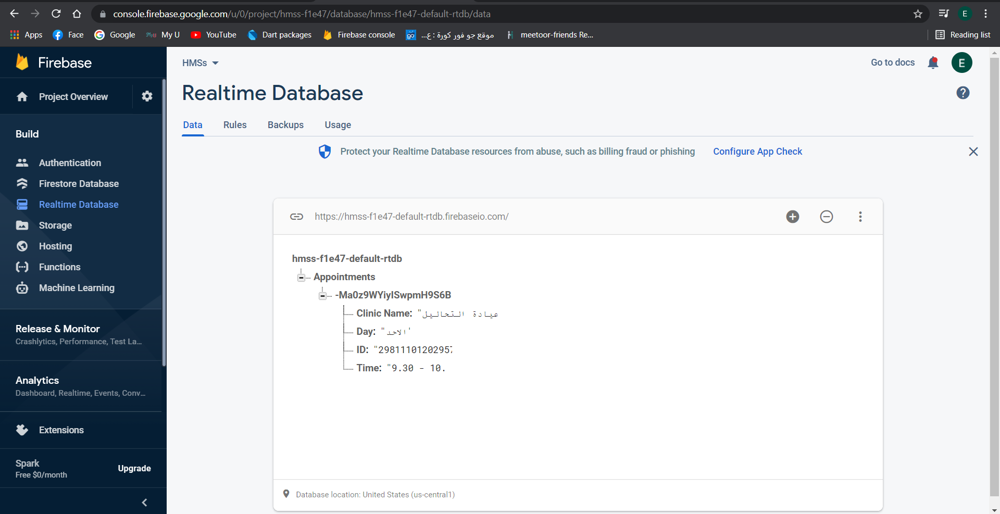 console.firebase.google.com/u/0/project/hmss-f1e47/database/hmss-f1e47-default-rtdb/data
E
Apps
Face
Google
My U
YouTube
Dart packages
Firebase console
موقع جو فور كورة : ع...
meetoor-friends Re...
Reading list
Firebase
HMSs
Go to docs
E
Project Overview
Realtime Database
Data
Rules
Backups
Usage
Build
Protect your Realtime Database resources from abuse, such as billing fraud or phishing
Configure App Check
Authentication
Firestore Database
Realtime Database
Storage
Hosting
Functions
Machine Learning
https://hmss-f1e47-default-rtdb.firebaseio.com/
hmss-f1e47-default-rtdb
Appointments
-Ma0z9WYiyISwpmH9S6B
Clinic Name: "عيادة التحاليل
Day: "الاحد'
ID: "29811101202957
Time: "9.30 - 10.
Release & Monitor
Crashlytics, Performance, Test La...
Analytics
Dashboard, Realtime, Events, Conv...
Extensions
Spark
Free $0/month
Upgrade
Database location: United States (us-central1)